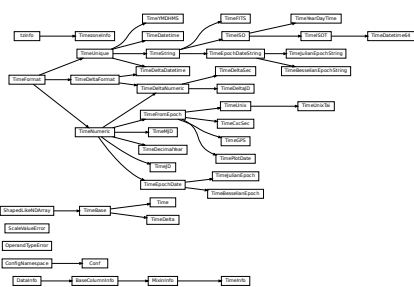 TimeYMDHMS
TimeFITS
TimeYearDayTime
tzinfo
TimezoneInfo
TimeDatetime
TimeISO
TimeISOT
TimeDatetime64
TimeUnique
TimeString
TimeEpochDateString
TimeJulianEpochString
TimeDeltaDatetime
TimeDeltaSec
TimeBesselianEpochString
TimeFormat
TimeDeltaFormat
TimeDeltaNumeric
TimeDeltaJD
TimeUnix
TimeUnixTai
TimeFromEpoch
TimeCxcSec
TimeNumeric
TimeMJD
TimeGPS
TimeDecimalYear
TimePlotDate
TimeJD
TimeJulianEpoch
TimeEpochDate
TimeBesselianEpoch
Time
ShapedLikeNDArray
TimeBase
TimeDelta
ScaleValueError
OperandTypeError
ConfigNamespace
Conf
DataInfo
BaseColumnInfo
MixinInfo
TimeInfo